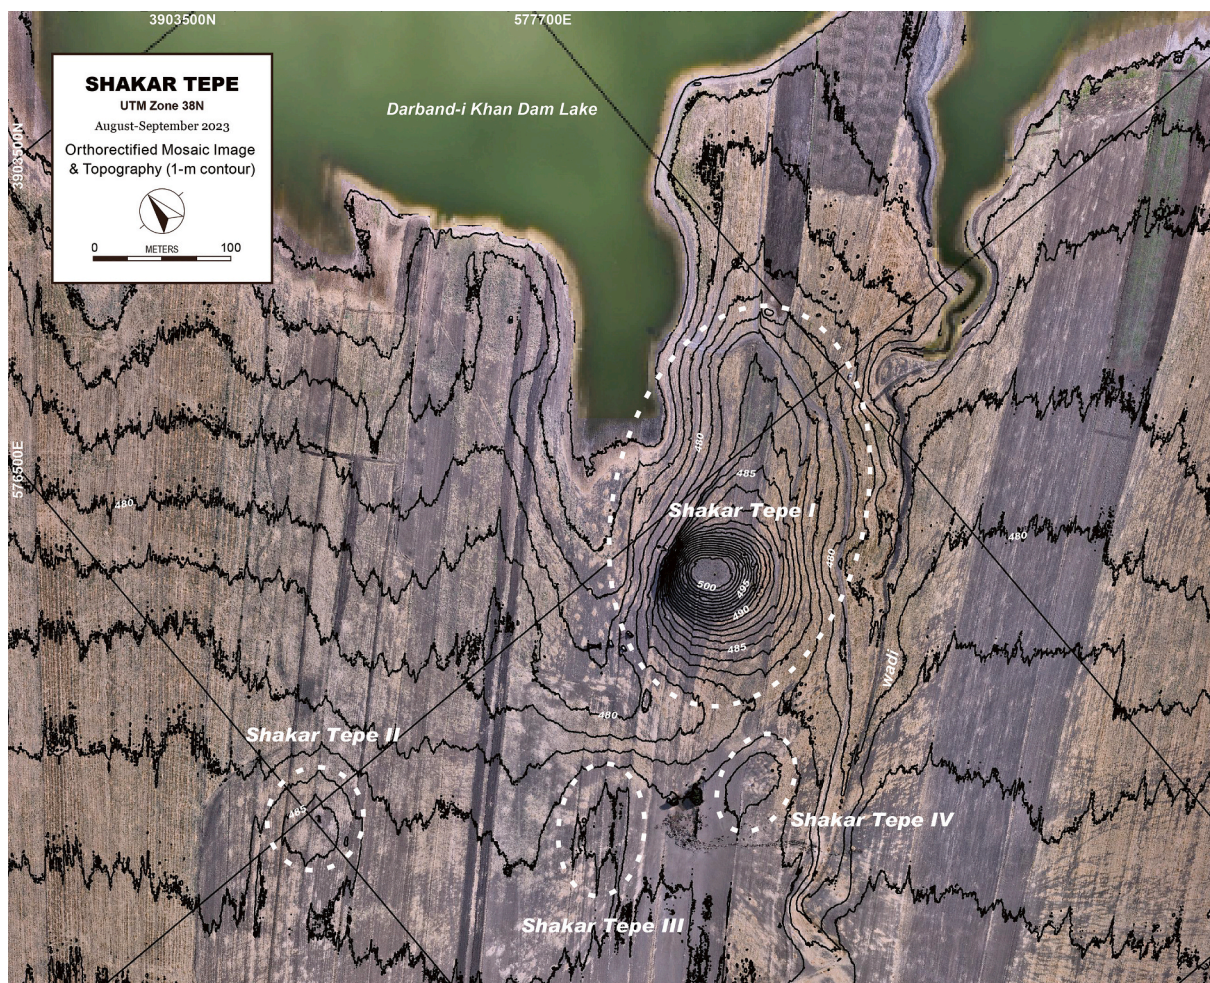 3903500N
577700E
SHAKAR TEPE
UTM Zone 38N
August-September 2023
Orthorectified Mosaic Image
& Topography (1-m contour)
0 METERS 100
Darband-i Khan Dam Lake
3903500N
576500E
480
480
485
Shakar Tepe I
480
480
500
495
490
485
wadi
480
Shakar Tepe II
485
Shakar Tepe IV
Shakar Tepe III